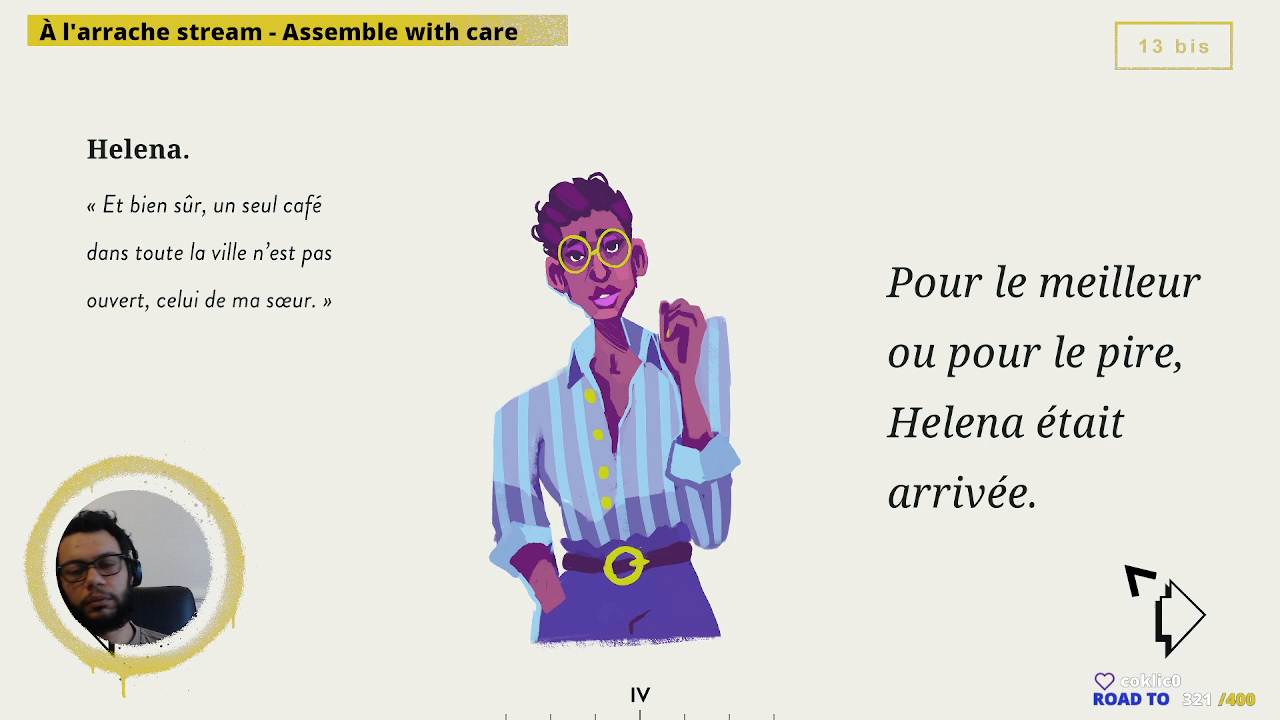 À l'arrache stream - Assemble with care
13 bis
Helena.
« Et bien sûr, un seul café
dans toute la ville n'est pas
ouvert, celui de ma sœur. »
Pour le meilleur
ou pour le pire,
Helena était
arrivée.
IV
coklic0
ROAD TO 321 /400